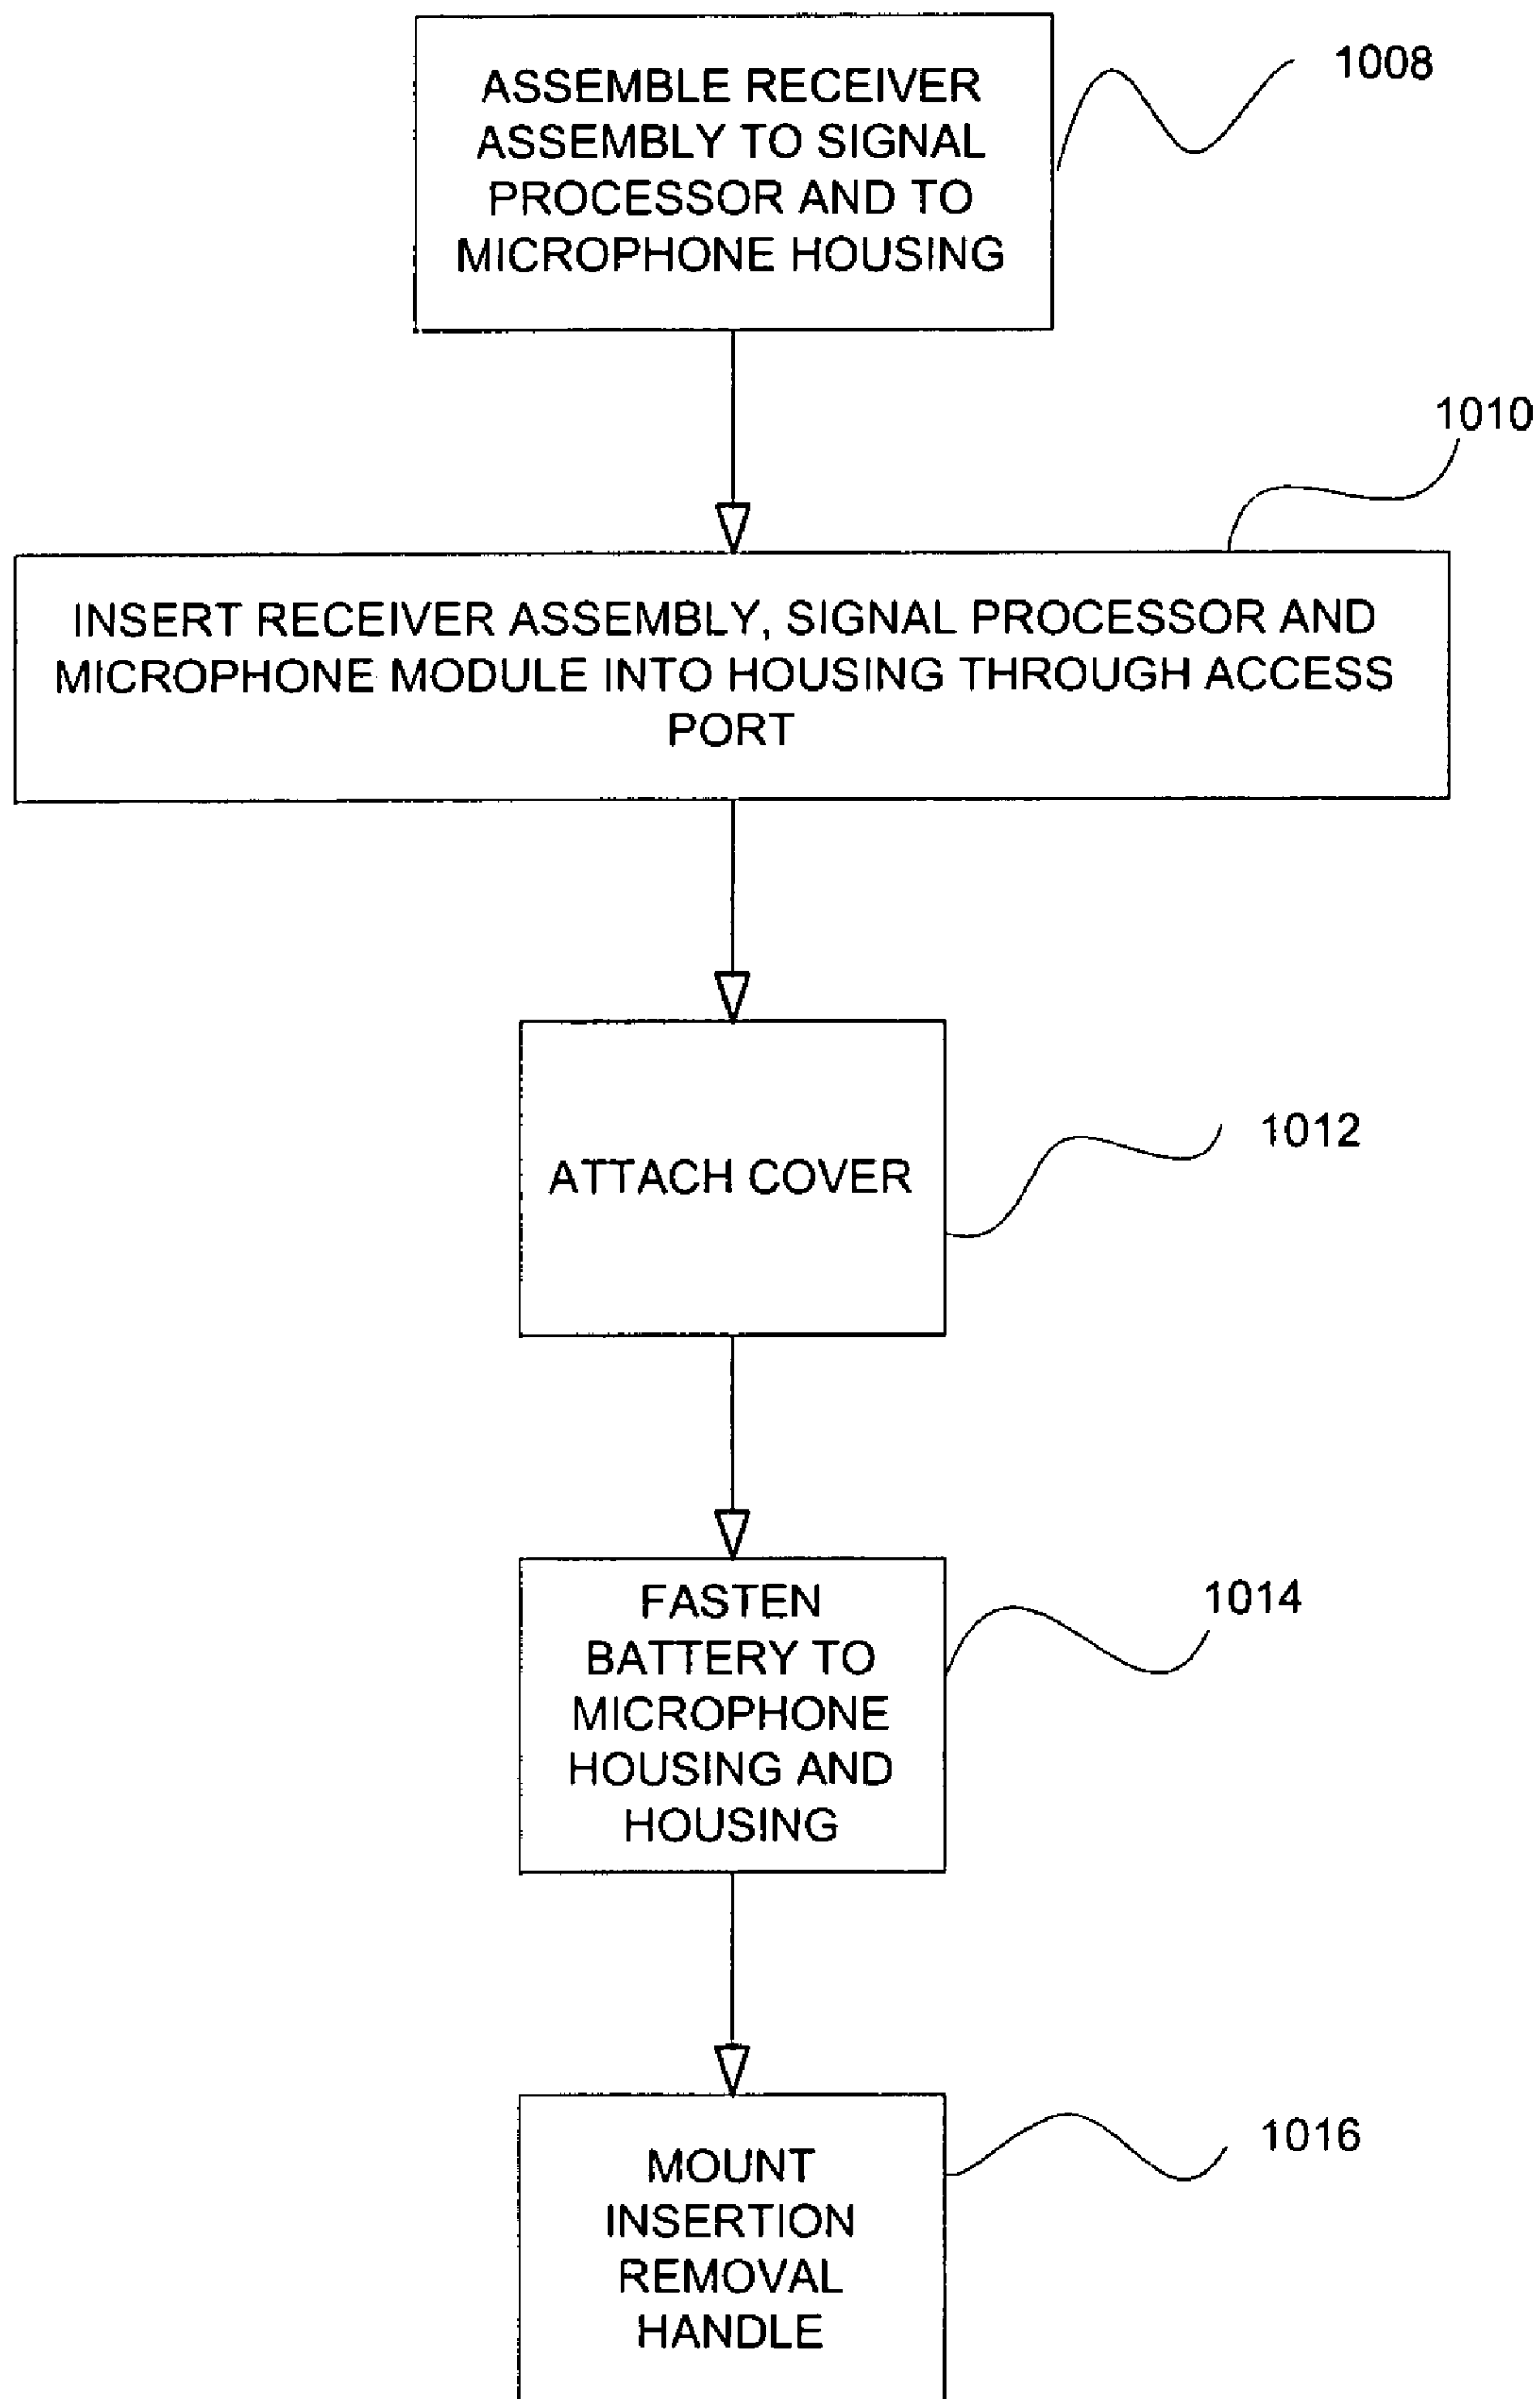 ASSEMBLE RECEIVER
ASSEMBLY TO SIGNAL
PROCESSOR AND TO
MICROPHONE HOUSING
1008
1010
INSERT RECEIVER ASSEMBLY, SIGNAL PROCESSOR AND
MICROPHONE MODULE INTO HOUSING THROUGH ACCESS
PORT
ATTACH COVER
1012
FASTEN
BATTERY TO
MICROPHONE
HOUSING AND
HOUSING
1014
MOUNT
INSERTION
REMOVAL
HANDLE
1016